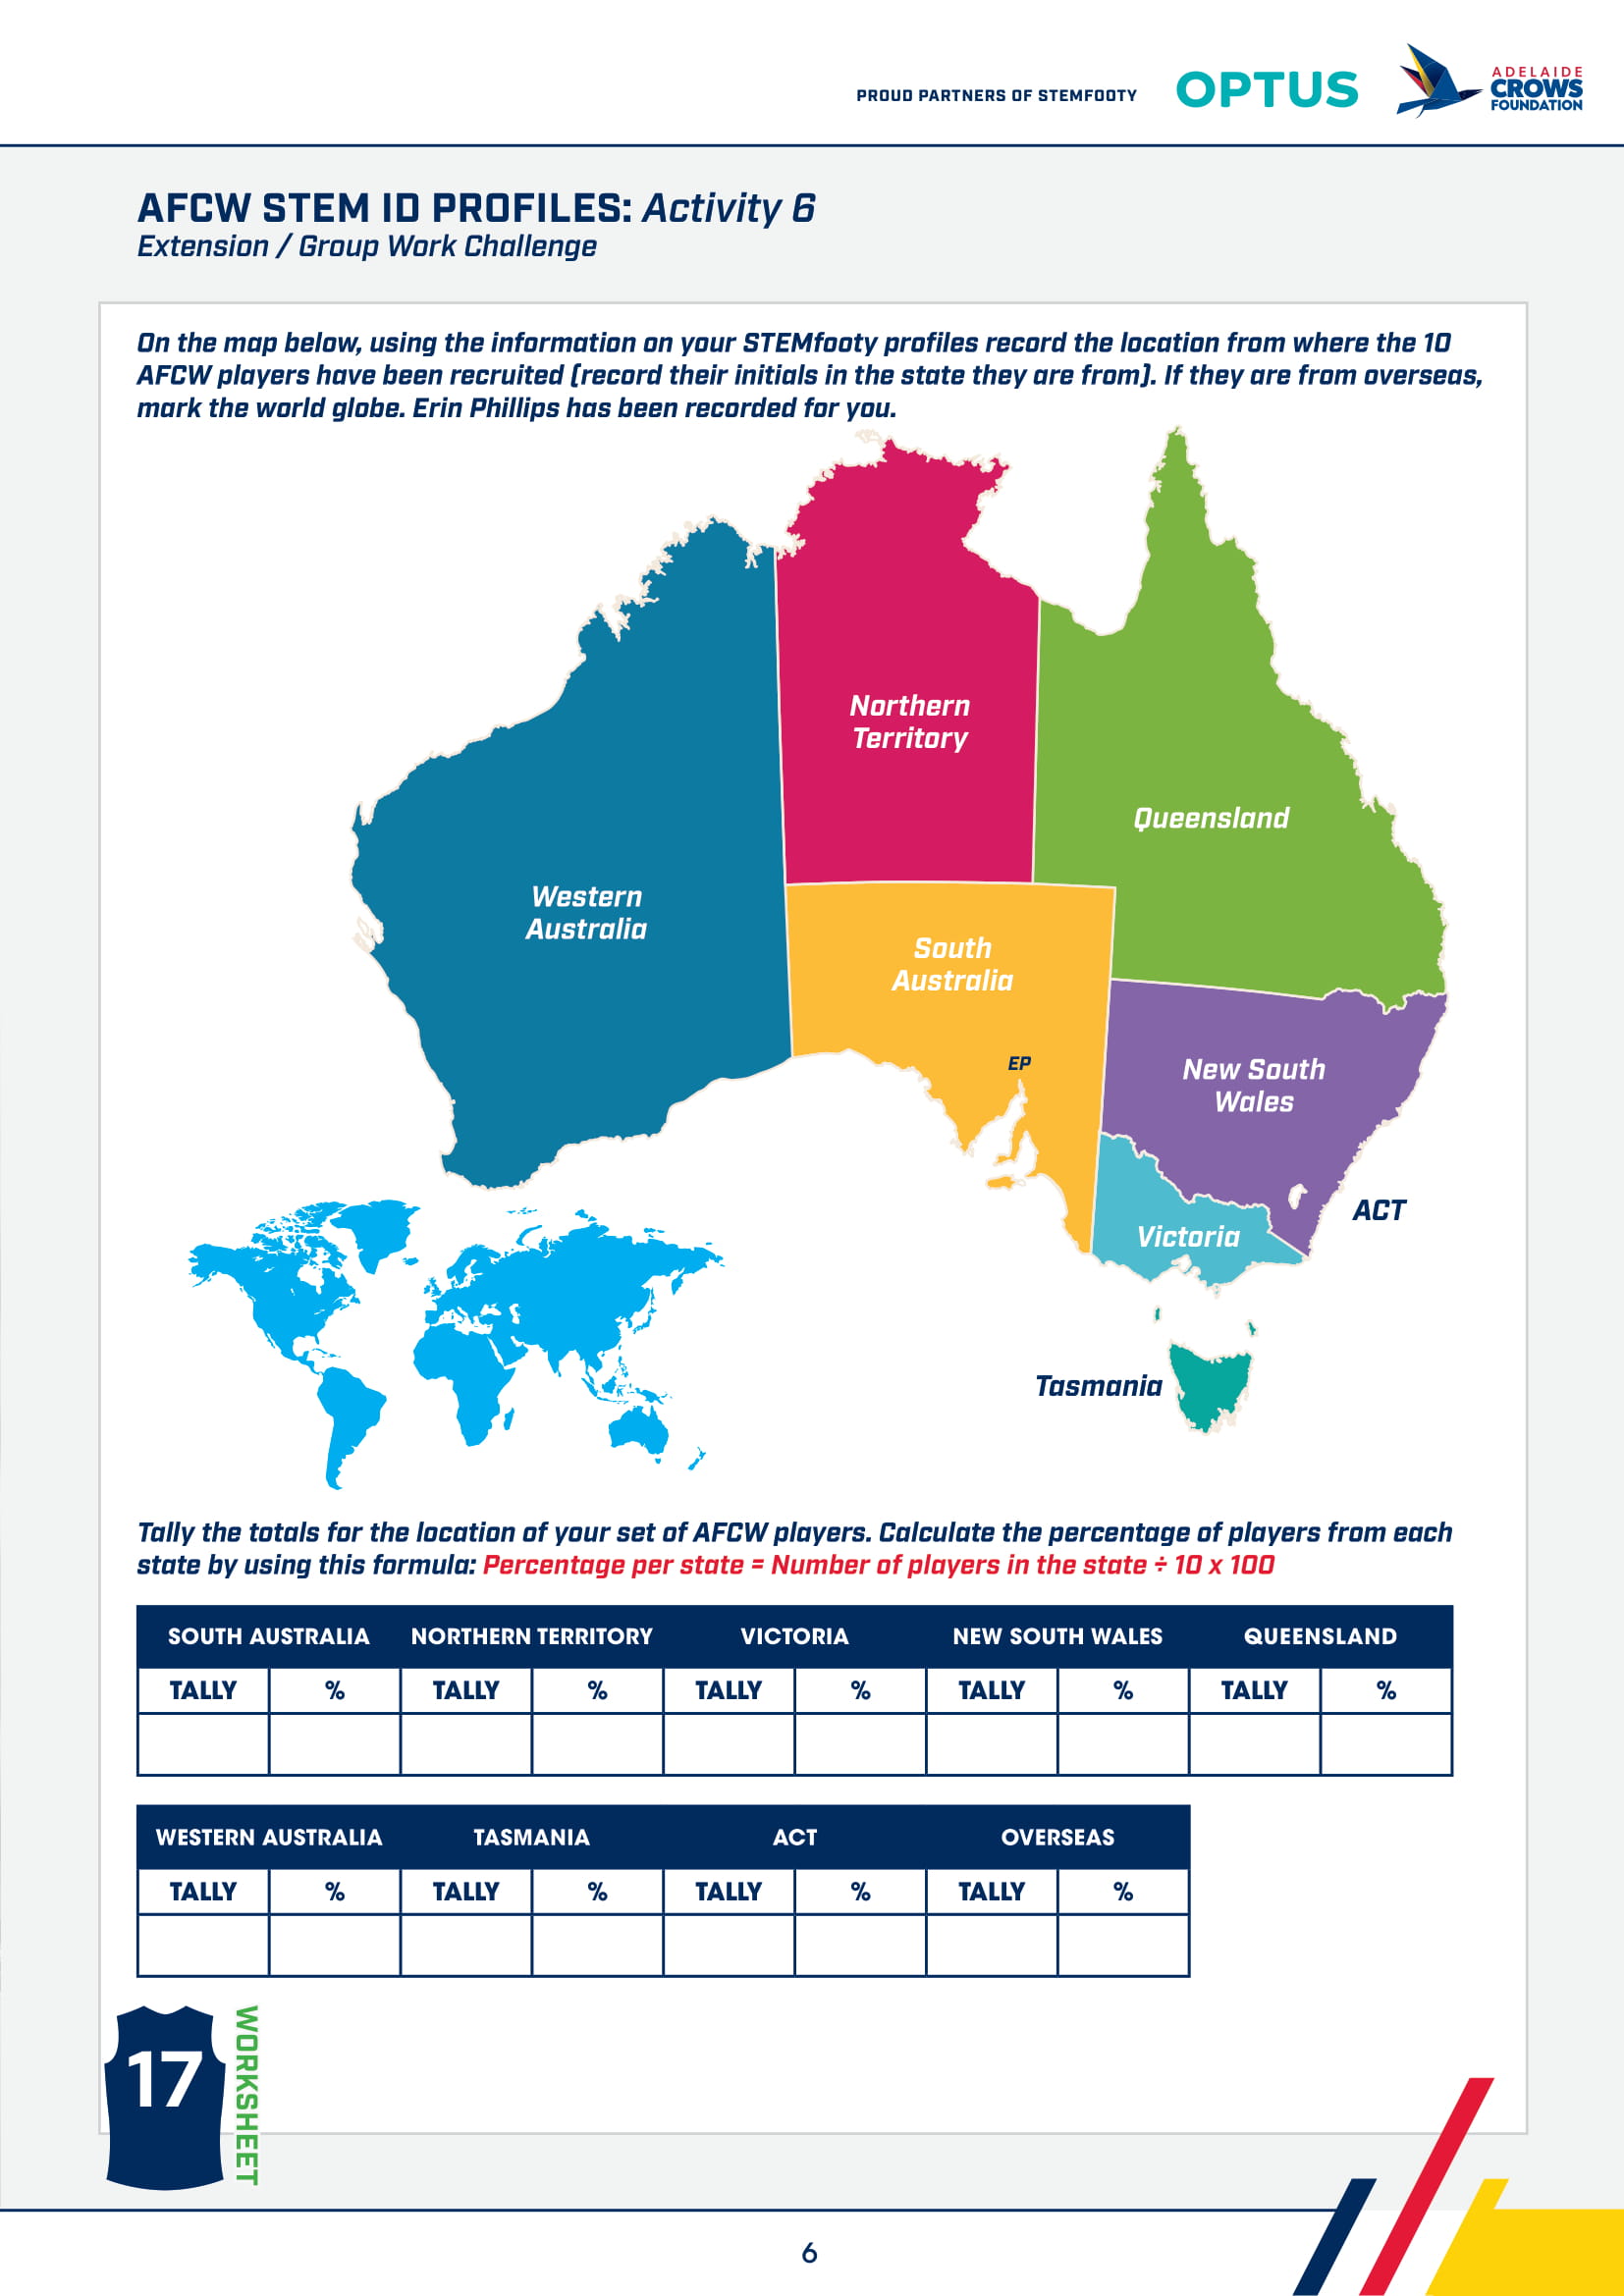 PROUD PARTNERS OF STEMFOOTY
OPTUS
ADELAIDE
CROWS
FOUNDATION
AFCW STEM ID PROFILES: Activity 6
Extension / Group Work Challenge
On the map below, using the information on your STEMfooty profiles record the location from where the 10
AFCW players have been recruited (record their initials in the state they are from). If they are from overseas,
mark the world globe. Erin Phillips has been recorded for you.
Northern
Territory
Queensland
Western
Australia
South
Australia
EP
New South
Wales
ACT
Victoria
Tasmania
Tally the totals for the location of your set of AFCW players. Calculate the percentage of players from each
state by using this formula: Percentage per state = Number of players in the state ÷ 10 x 100
SOUTH AUSTRALIA NORTHERN TERRITORY VICTORIA NEW SOUTH WALES QUEENSLAND
TALLY % TALLY % TALLY % TALLY % TALLY %
WESTERN AUSTRALIA TASMANIA ACT OVERSEAS
TALLY % TALLY % TALLY % TALLY %
17
WORKSHEET
6